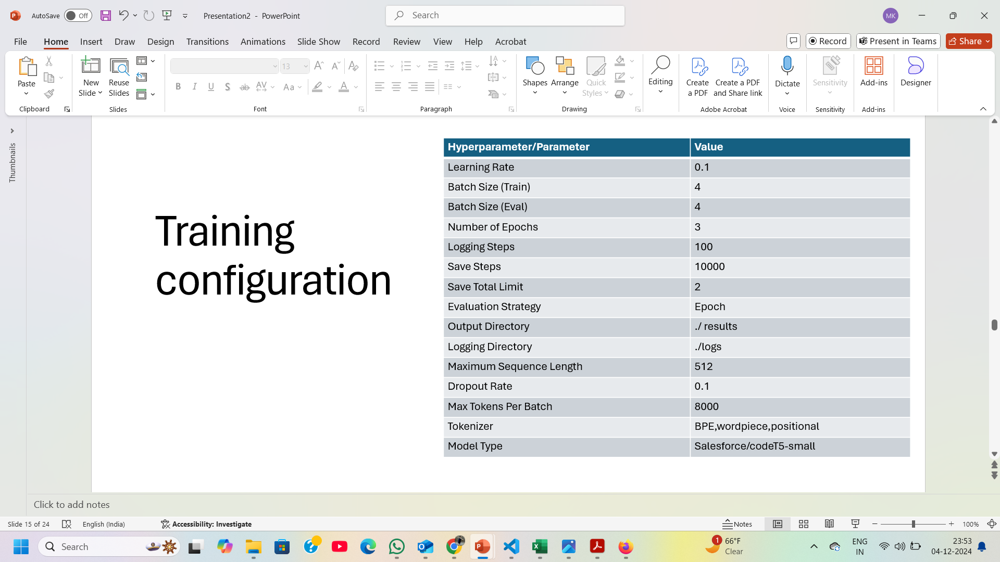 AutoSave Off Presentation2 - PowerPoint Search MK
File Home Insert Draw Design Transitions Animations Slide Show Record Review View Help Acrobat Record Present in Teams Share
Paste New Slide Reuse Slides 13 Shapes Arrange Quick Styles Editing Create a PDF Create a PDF and Share link Dictate Sensitivity Add-ins Designer
Clipboard Slides Font Paragraph Drawing Adobe Acrobat Voice Sensitivity Add-ins
Thumbnails
Training
configuration
Hyperparameter/Parameter Value
Learning Rate 0.1
Batch Size (Train) 4
Batch Size (Eval) 4
Number of Epochs 3
Logging Steps 100
Save Steps 10000
Save Total Limit 2
Evaluation Strategy Epoch
Output Directory ./ results
Logging Directory ./logs
Maximum Sequence Length 512
Dropout Rate 0.1
Max Tokens Per Batch 8000
Tokenizer BPE,wordpiece,positional
Model Type Salesforce/codeT5-small
Click to add notes
Slide 15 of 24 English (India) Accessibility: Investigate Notes 100%
Search 1 66°F Clear ENG IN 23:53 04-12-2024